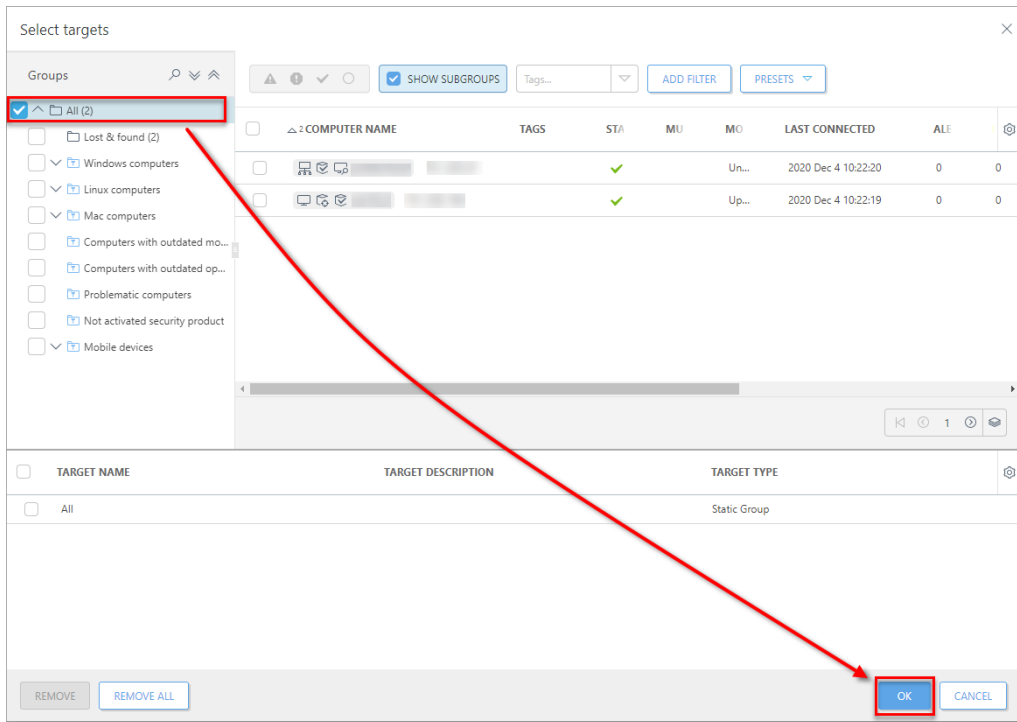 Select targets
Groups
SHOW SUBGROUPS
Tags...
ADD FILTER
PRESETS
All (2)
Lost & found (2)
Windows computers
Linux computers
Mac computers
Computers with outdated mo...
Computers with outdated op...
Problematic computers
Not activated security product
Mobile devices
2 COMPUTER NAME TAGS STA MU MO LAST CONNECTED ALE
Un... 2020 Dec 4 10:22:20 0 0
Up... 2020 Dec 4 10:22:19 0 0
1
TARGET NAME TARGET DESCRIPTION TARGET TYPE
All Static Group
REMOVE REMOVE ALL OK CANCEL